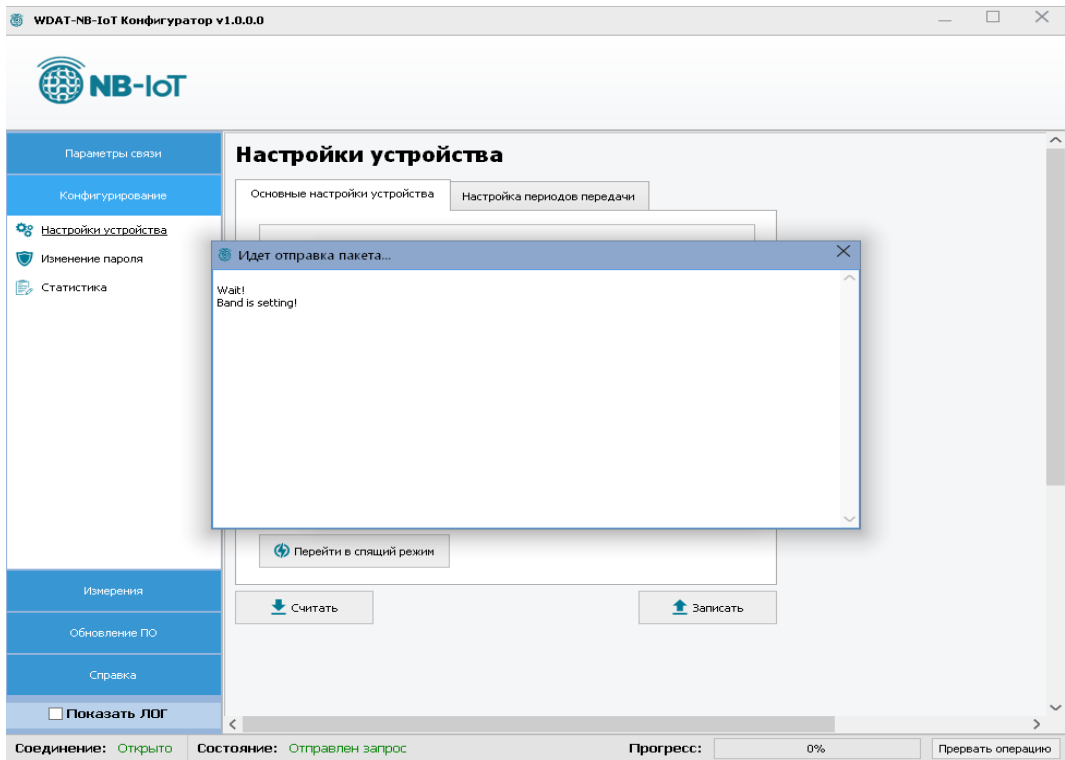 WDAT-NB-IoT Конфигуратор v1.0.0.0
NB-IoT
Параметры связи
Конфигурирование
Настройки устройства
Изменение пароля
Статистика
Настройки устройства
Основные настройки устройства
Настройка периодов передачи
Идет отправка пакета...
Wait!
Band is setting!
Перейти в спящий режим
Считать
Записать
Измерения
Обновление ПО
Справка
Показать ЛОГ
Соединение: Открыто Состояние: Отправлен запрос Прогресс: 0% Прервать операцию